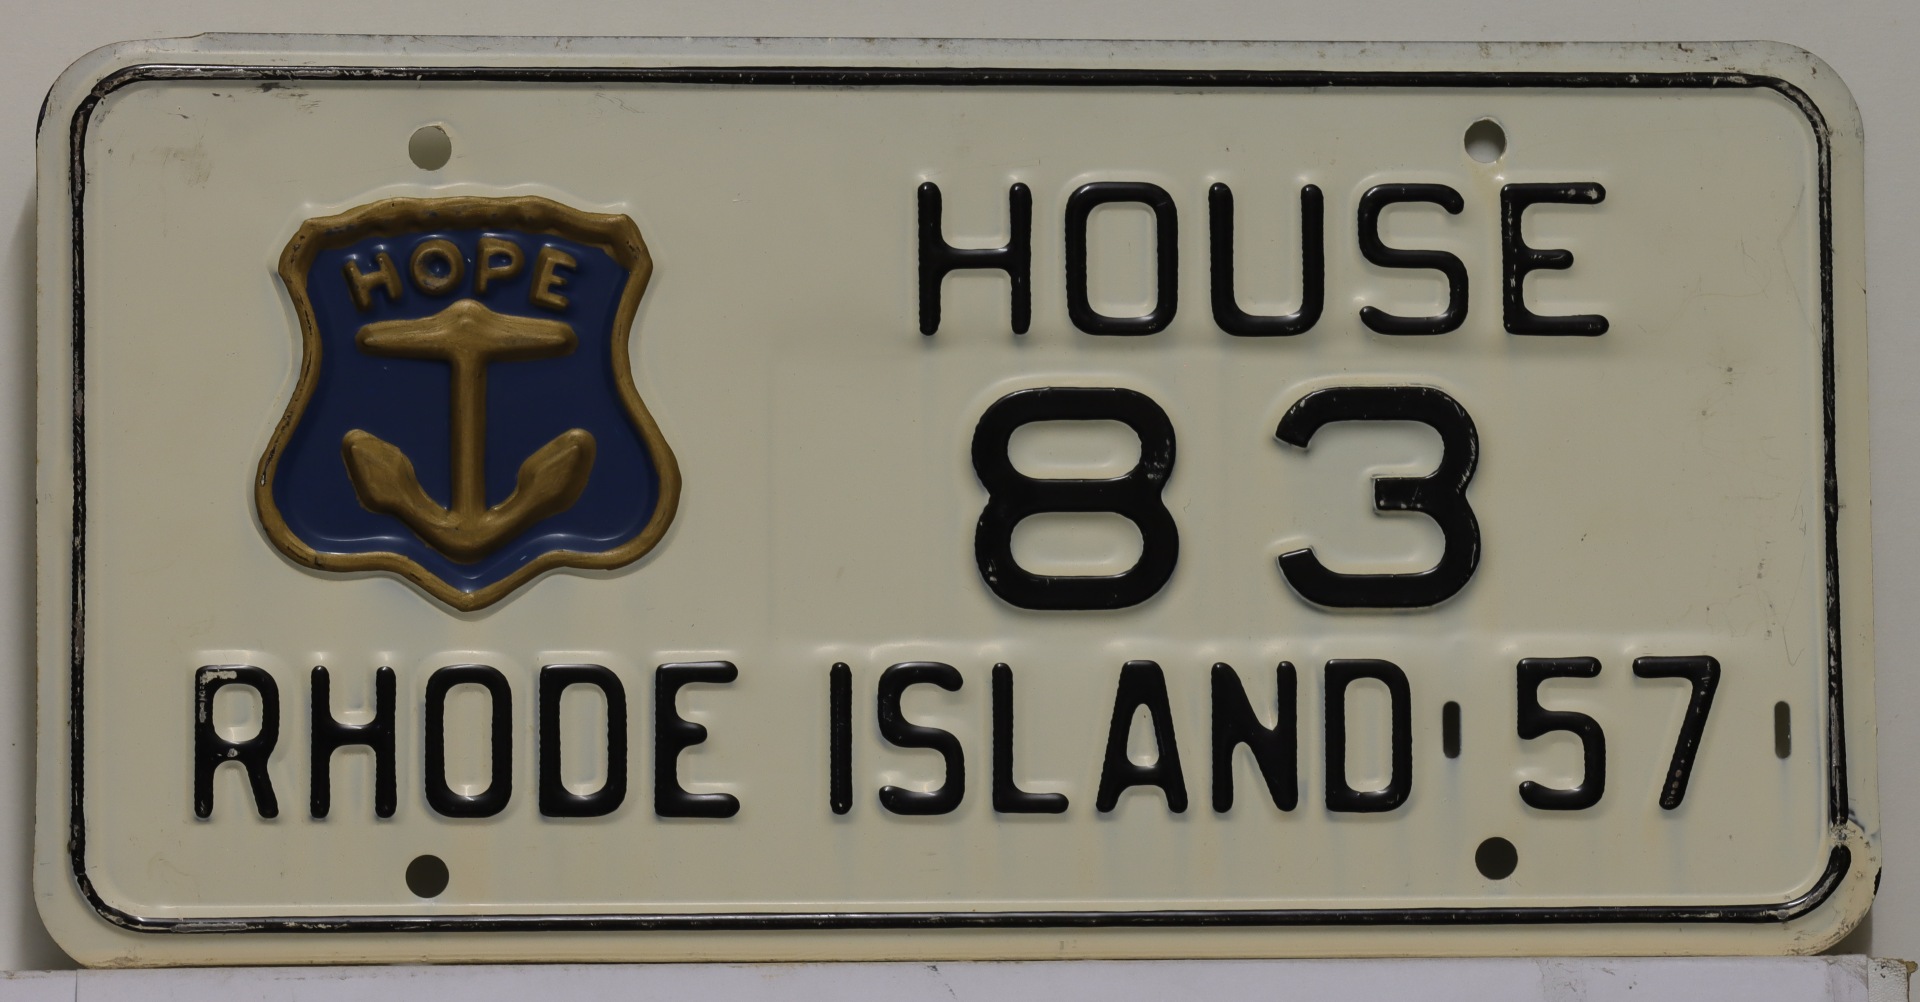 HOPE
HOUSE
83
RHODE ISLAND 57